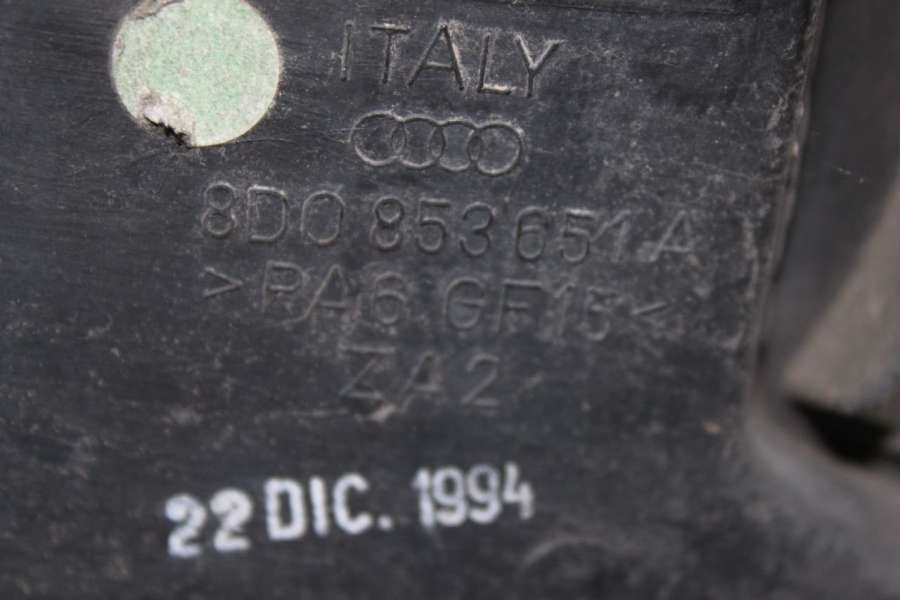 ITALY
8D0 853 651 A
>PA6 GF15<
ZA2
22 DIC. 1994